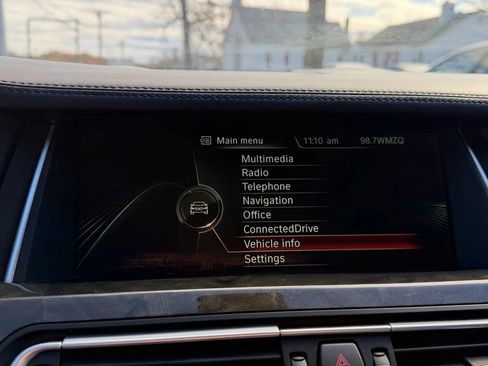 Main menu 11:10 am 98.7WMZQ
Multimedia
Radio
Telephone
Navigation
Office
ConnectedDrive
Vehicle info
Settings